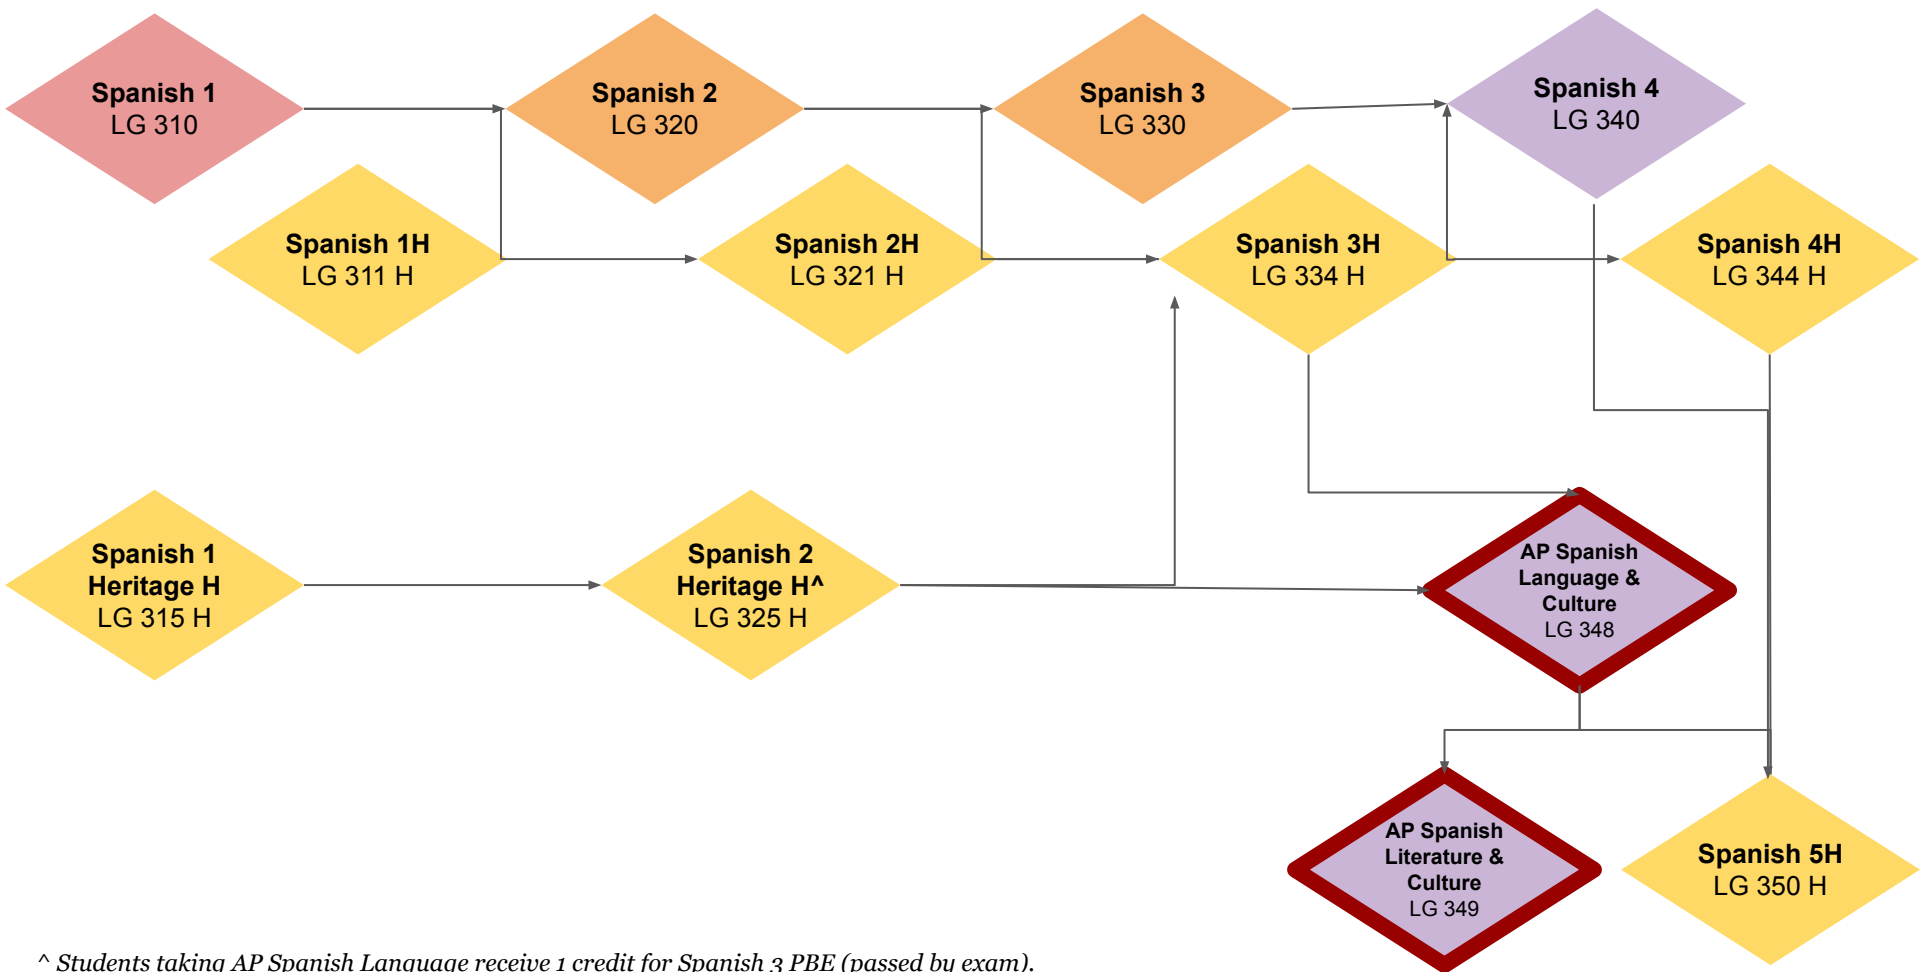 Spanish 1
LG 310
Spanish 2
LG 320
Spanish 3
LG 330
Spanish 4
LG 340
Spanish 1H
LG 311 H
Spanish 2H
LG 321 H
Spanish 3H
LG 334 H
Spanish 4H
LG 344 H
Spanish 1
Heritage H
LG 315 H
Spanish 2
Heritage H^
LG 325 H
AP Spanish
Language &
Culture
LG 348
AP Spanish
Literature &
Culture
LG 349
Spanish 5H
LG 350 H
^ Students taking AP Spanish Language receive 1 credit for Spanish 3 PBE (passed by exam).